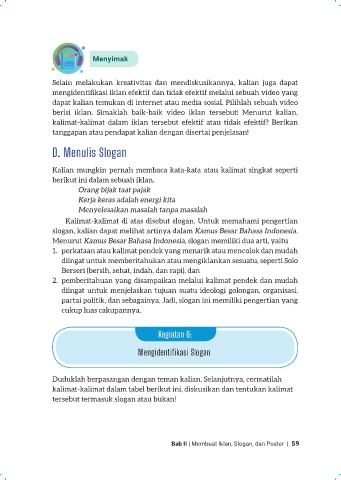 Menyimak
Selain melakukan kreativitas dan mendiskusikannya, kalian juga dapat
mengidentifikasi iklan efektif dan tidak efektif melalui sebuah video yang
dapat kalian temukan di internet atau media sosial. Pilihlah sebuah video
berisi iklan. Simaklah baik-baik video iklan tersebut! Menurut kalian,
kalimat-kalimat dalam iklan tersebut efektif atau tidak efektif? Berikan
tanggapan atau pendapat kalian dengan disertai penjelasan!
D. Menulis Slogan
Kalian mungkin pernah membaca kata-kata atau kalimat singkat seperti
berikut ini dalam sebuah iklan.
Orang bijak taat pajak
Kerja keras adalah energi kita
Menyelesaikan masalah tanpa masalah
Kalimat-kalimat di atas disebut slogan. Untuk memahami pengertian
slogan, kalian dapat melihat artinya dalam Kamus Besar Bahasa Indonesia.
Menurut Kamus Besar Bahasa Indonesia, slogan memiliki dua arti, yaitu
1. perkataan atau kalimat pendek yang menarik atau mencolok dan mudah
diingat untuk memberitahukan atau mengiklankan sesuatu, seperti Solo
Berseri (bersih, sehat, indah, dan rapi), dan
2. pemberitahuan yang disampaikan melalui kalimat pendek dan mudah
diingat untuk menjelaskan tujuan suatu ideologi golongan, organisasi,
partai politik, dan sebagainya. Jadi, slogan ini memiliki pengertian yang
cukup luas cakupannya.
Kegiatan 6:
Mengidentifikasi Slogan
Duduklah berpasangan dengan teman kalian. Selanjutnya, cermatilah
kalimat-kalimat dalam tabel berikut ini, diskusikan dan tentukan kalimat
tersebut termasuk slogan atau bukan!
Bab II | Membuat Iklan, Slogan, dan Poster | 59